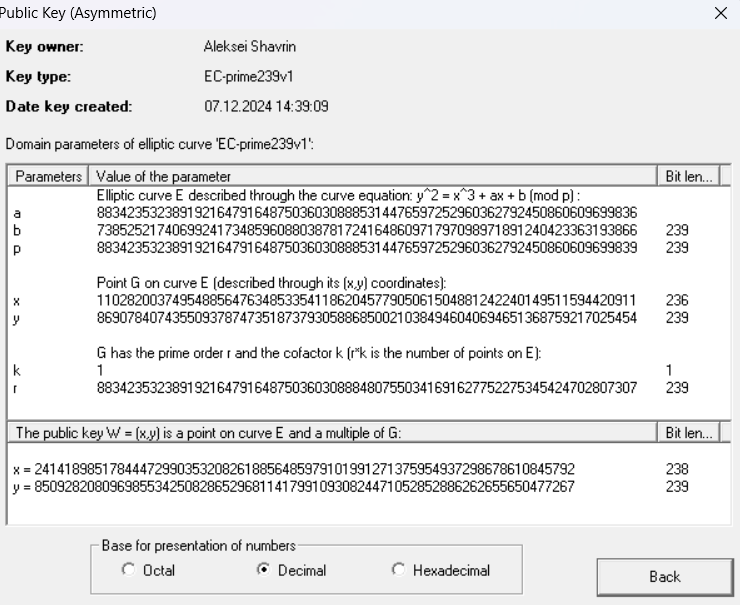 Public Key (Asymmetric)
Key owner: Aleksei Shavrin
Key type: EC-prime239v1
Date key created: 07.12.2024 14:39:09
Domain parameters of elliptic curve 'EC-prime239v1':
Parameters Value of the parameter Bit len...
Elliptic curve E described through the curve equation: y^2 = x^3 + ax + b (mod p) :
a 883423532389192164791648750360308885314476597252960362792450860609699836
b 738525217406992417348596088038781724164860971797098971891240423363193866 239
p 883423532389192164791648750360308885314476597252960362792450860609699839 239
Point G on curve E (described through its (x,y) coordinates):
x 110282003749548856476348533541186204577905061504881242240149511594420911 236
y 869078407435509378747351873793058868500210384946040694651368759217025454 239
G has the prime order r and the cofactor k (r*k is the number of points on E):
k 1 1
r 883423532389192164791648750360308884807550341691627752275345424702807307 239
The public key W = (x,y) is a point on curve E and a multiple of G: Bit len...
x = 241418985178444729903532082618856485979101991271375954937298678610845792 238
y = 850928208096985534250828652968114179910930824471052852886262655650477267 239
Base for presentation of numbers
Octal Decimal Hexadecimal
Back